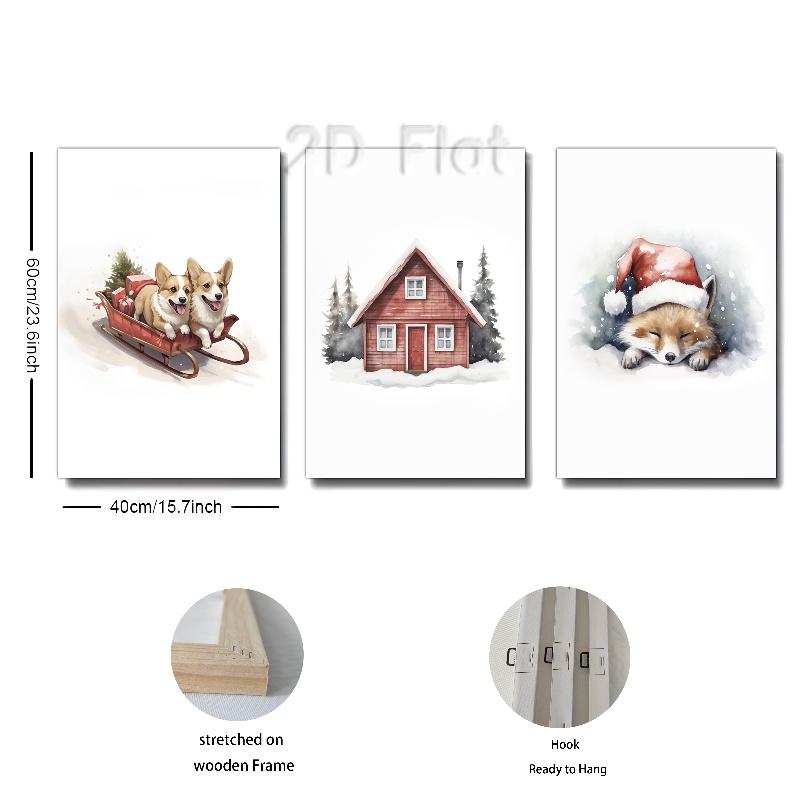 2D Flat
60cm/23.6inch
40cm/15.7inch
stretched on
wooden Frame
Hook
Ready to Hang